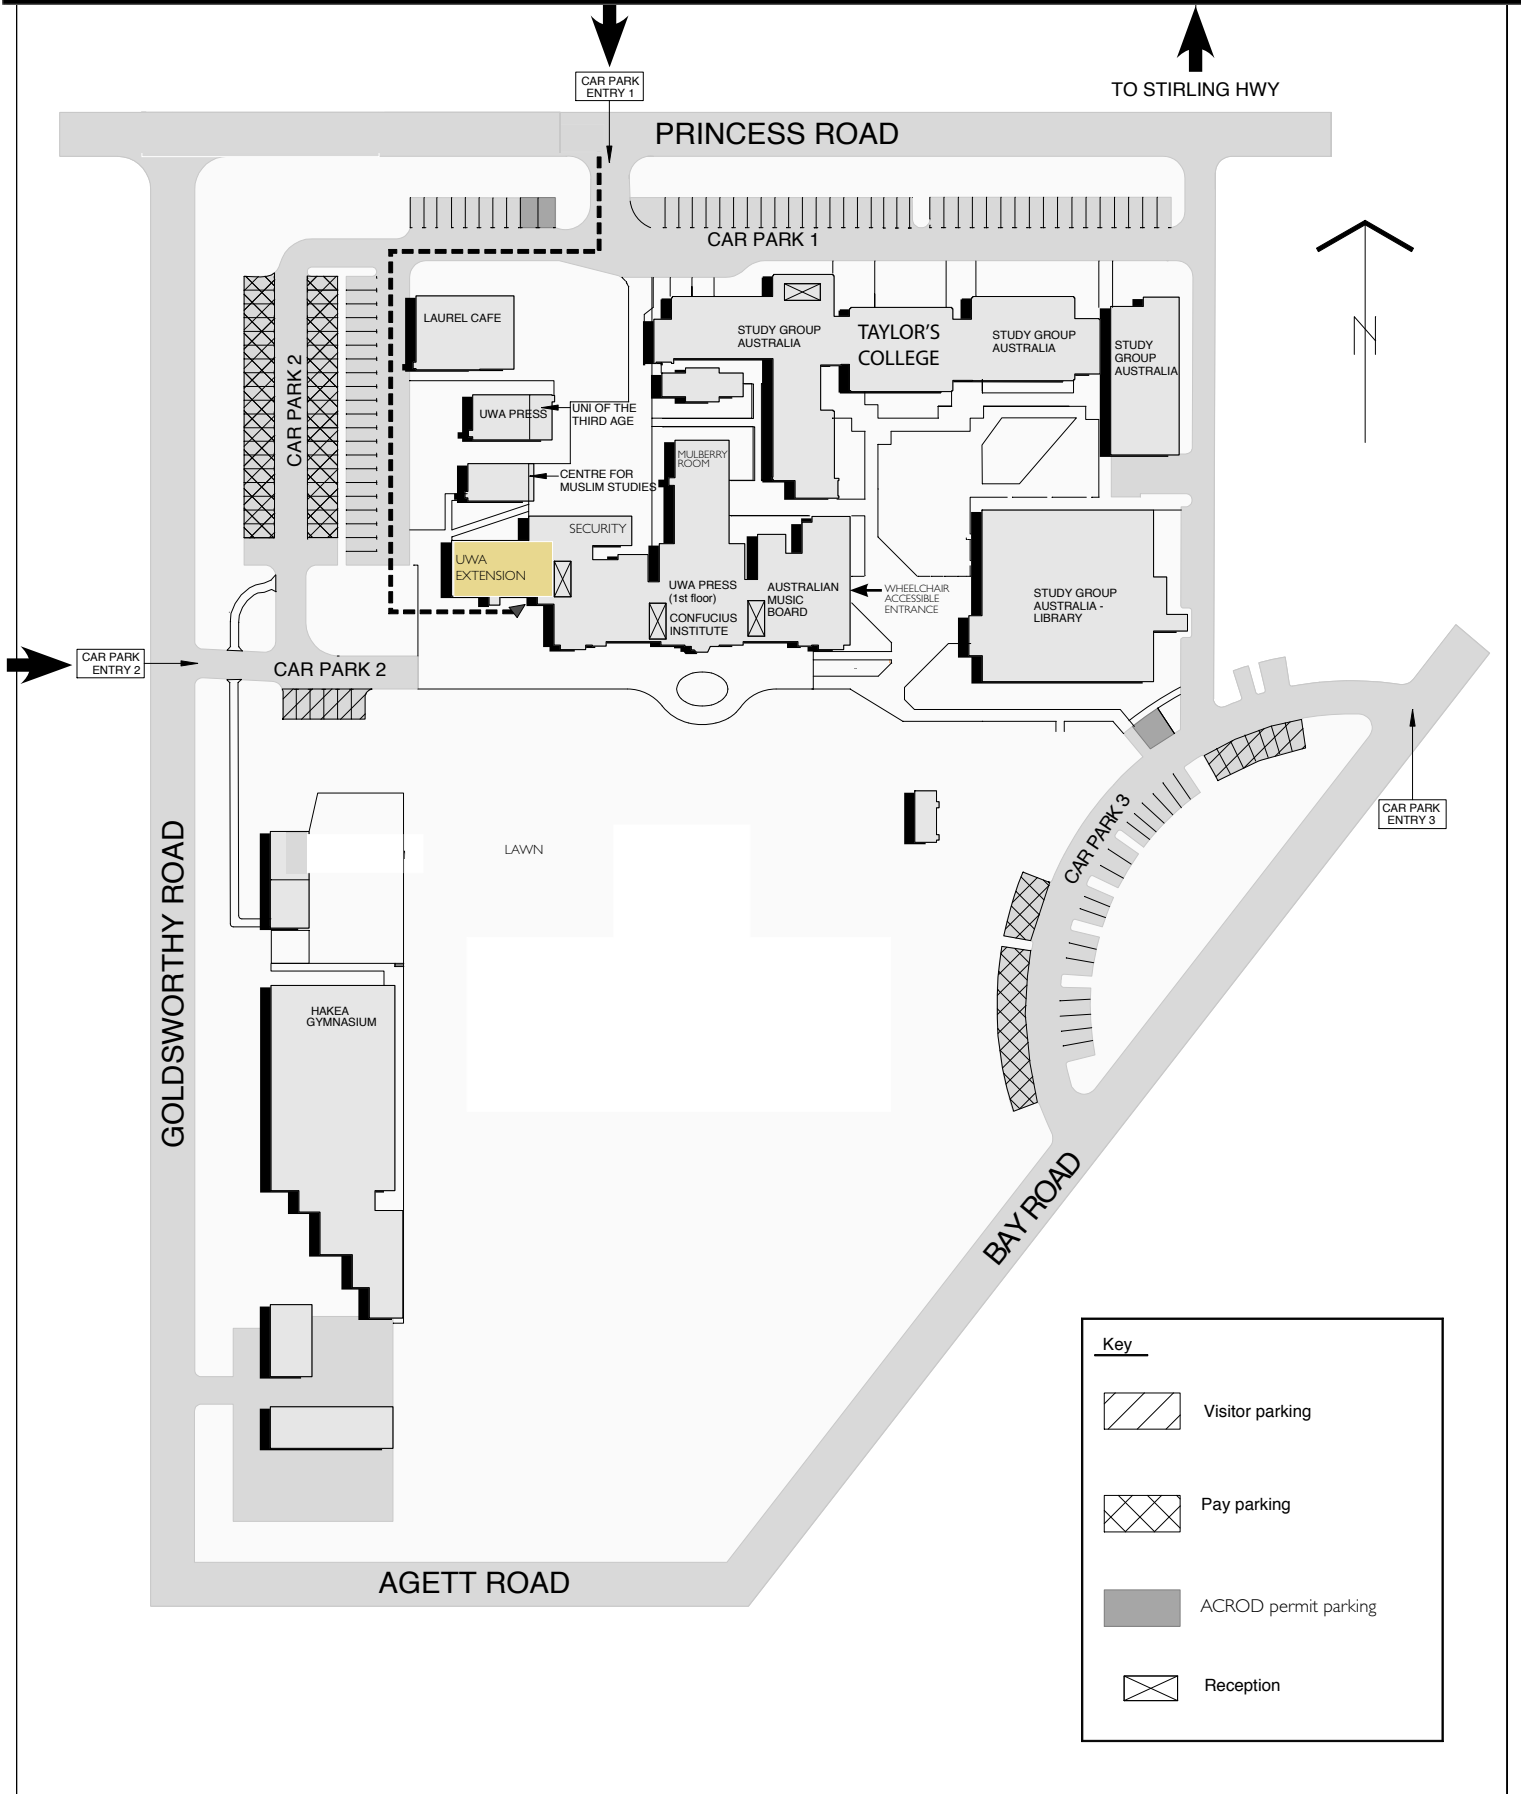 CAR PARK
ENTRY 1
TO STIRLING HWY
PRINCESS ROAD
CAR PARK 1
N
LAUREL CAFE
STUDY GROUP
AUSTRALIA
TAYLOR'S
COLLEGE
STUDY GROUP
AUSTRALIA
STUDY
GROUP
AUSTRALIA
CAR PARK 2
UWA PRESS
UNI OF THE
THIRD AGE
MULBERRY
ROOM
CENTRE FOR
MUSLIM STUDIES
SECURITY
UWA
EXTENSION
UWA PRESS
(1st floor)
CONFUCIUS
INSTITUTE
AUSTRALIAN
MUSIC
BOARD
WHEELCHAIR
ACCESSIBLE
ENTRANCE
STUDY GROUP
AUSTRALIA -
LIBRARY
CAR PARK
ENTRY 2
CAR PARK 2
CAR PARK 3
CAR PARK
ENTRY 3
LAWN
GOLDSWORTHY ROAD
HAKEA
GYMNASIUM
BAY ROAD
AGETT ROAD
Key
Visitor parking
Pay parking
ACROD permit parking
Reception